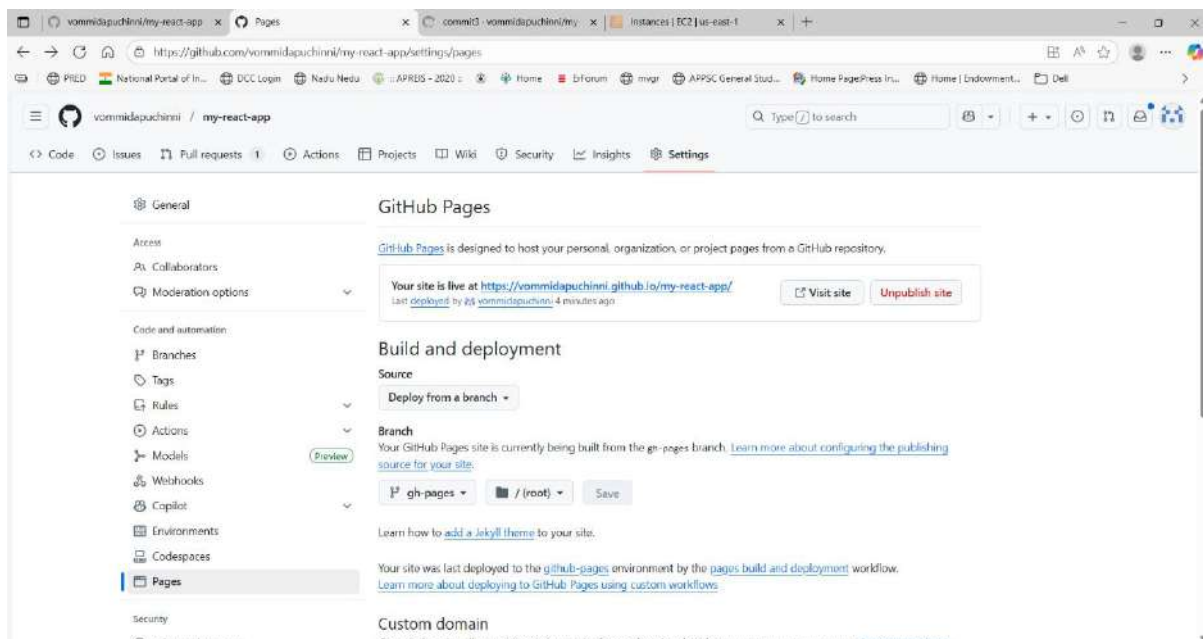 vommidapuchinni/my-react-app
Pages
commit3 · vommidapuchinni/my
Instances | EC2 | us-east-1
https://github.com/vommidapuchinni/my-react-app/settings/pages
PRED
National Portal of In...
DCC Login
Nadu Nedu
:: APREIS - 2020 ::
Home
bForum
mvgr
APPSC General Stud...
Home Page:Press In...
Home | Endowment...
Dell
vommidapuchinni / my-react-app
Type / to search
Code
Issues
Pull requests 1
Actions
Projects
Wiki
Security
Insights
Settings
General
Access
Collaborators
Moderation options
Code and automation
Branches
Tags
Rules
Actions
Models Preview
Webhooks
Copilot
Environments
Codespaces
Pages
Security
GitHub Pages
GitHub Pages is designed to host your personal, organization, or project pages from a GitHub repository.
Your site is live at https://vommidapuchinni.github.io/my-react-app/
Last deployed by vommidapuchinni 4 minutes ago
Visit site
Unpublish site
Build and deployment
Source
Deploy from a branch
Branch
Your GitHub Pages site is currently being built from the gh-pages branch. Learn more about configuring the publishing
source for your site.
gh-pages
/ (root)
Save
Learn how to add a Jekyll theme to your site.
Your site was last deployed to the github-pages environment by the pages build and deployment workflow.
Learn more about deploying to GitHub Pages using custom workflows
Custom domain